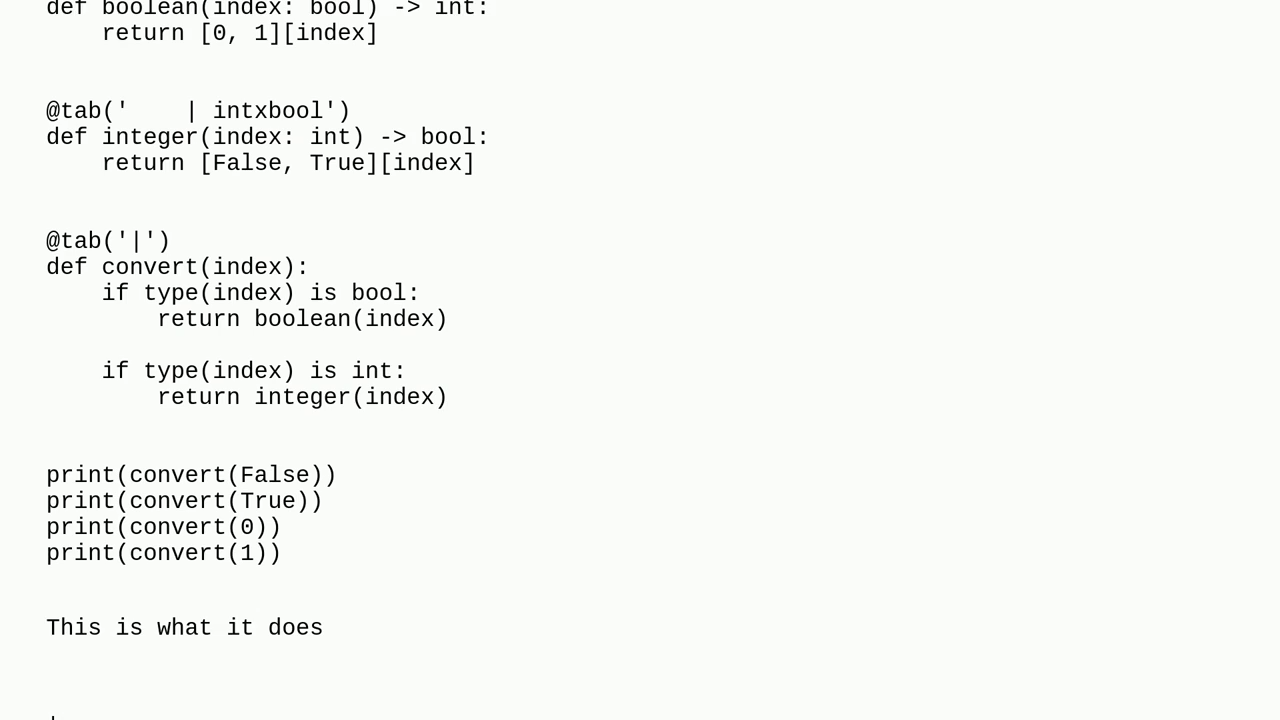 def boolean(index: bool) -> int:
    return [0, 1][index]


@tab('    | intxbool')
def integer(index: int) -> bool:
    return [False, True][index]


@tab('|')
def convert(index):
    if type(index) is bool:
        return boolean(index)

    if type(index) is int:
        return integer(index)


print(convert(False))
print(convert(True))
print(convert(0))
print(convert(1))


This is what it does